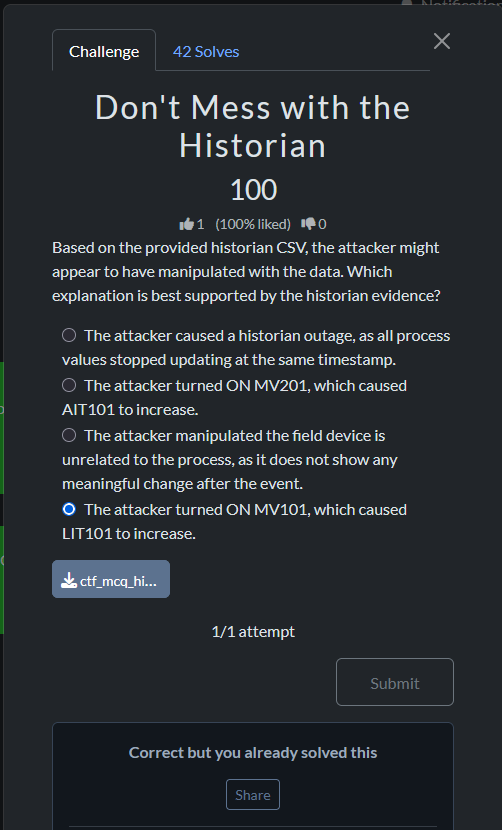 Challenge
42 Solves
Don't Mess with the
Historian
100
1 (100% liked) 0
Based on the provided historian CSV, the attacker might
appear to have manipulated with the data. Which
explanation is best supported by the historian evidence?
The attacker caused a historian outage, as all process
values stopped updating at the same timestamp.
The attacker turned ON MV201, which caused
AIT101 to increase.
The attacker manipulated the field device is
unrelated to the process, as it does not show any
meaningful change after the event.
The attacker turned ON MV101, which caused
LIT101 to increase.
ctf_mcq_hi...
1/1 attempt
Submit
Correct but you already solved this
Share